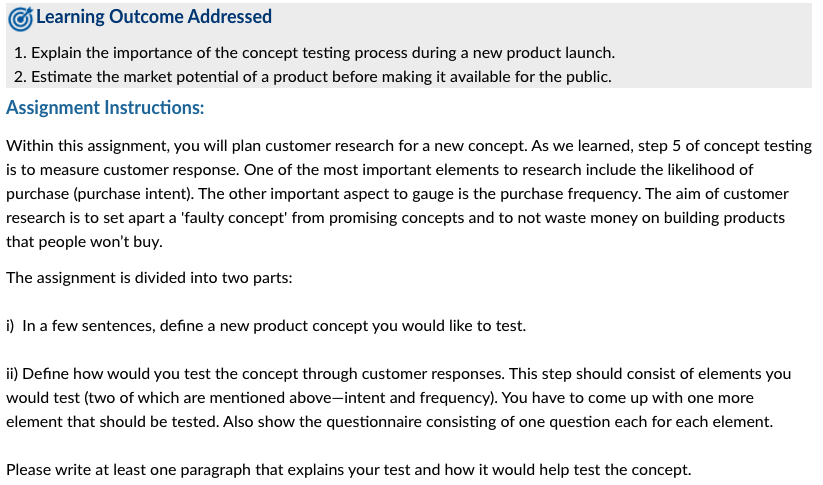 Learning Outcome Addressed
1. Explain the importance of the concept testing process during a new product launch.
2. Estimate the market potential of a product before making it available for the public.
Assignment Instructions:
Within this assignment, you will plan customer research for a new concept. As we learned, step 5 of concept testing
is to measure customer response. One of the most important elements to research include the likelihood of
purchase (purchase intent). The other important aspect to gauge is the purchase frequency. The aim of customer
research is to set apart a 'faulty concept' from promising concepts and to not waste money on building products
that people won’t buy.
The assignment is divided into two parts:
i)  In a few sentences, define a new product concept you would like to test.
ii) Define how would you test the concept through customer responses. This step should consist of elements you
would test (two of which are mentioned above—intent and frequency). You have to come up with one more
element that should be tested. Also show the questionnaire consisting of one question each for each element.
Please write at least one paragraph that explains your test and how it would help test the concept.